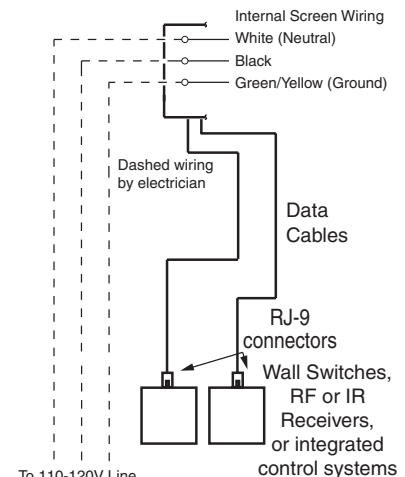 Internal Screen Wiring
White (Neutral)
Black
Green/Yellow (Ground)
Dashed wiring
by electrician
Data
Cables
RJ-9
connectors
Wall Switches,
RF or IR
Receivers,
or integrated
control systems
To 110-120V Line